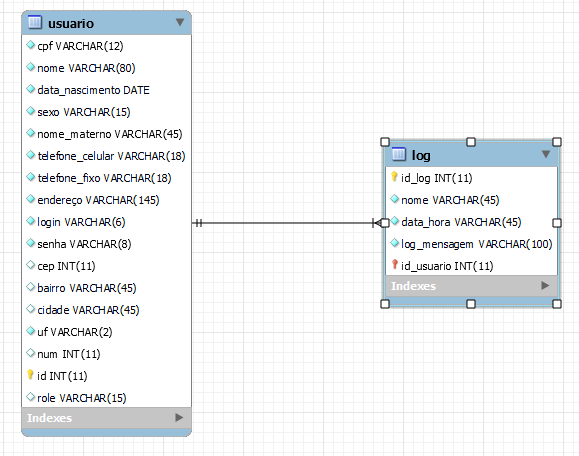 usuario
cpf VARCHAR(12)
nome VARCHAR(80)
data_nascimento DATE
sexo VARCHAR(15)
nome_materno VARCHAR(45)
telefone_celular VARCHAR(18)
telefone_fixo VARCHAR(18)
endereço VARCHAR(145)
login VARCHAR(6)
senha VARCHAR(8)
cep INT(11)
bairro VARCHAR(45)
cidade VARCHAR(45)
uf VARCHAR(2)
num INT(11)
id INT(11)
role VARCHAR(15)
Indexes
log
id_log INT(11)
nome VARCHAR(45)
data_hora VARCHAR(45)
log_mensagem VARCHAR(100)
id_usuario INT(11)
Indexes